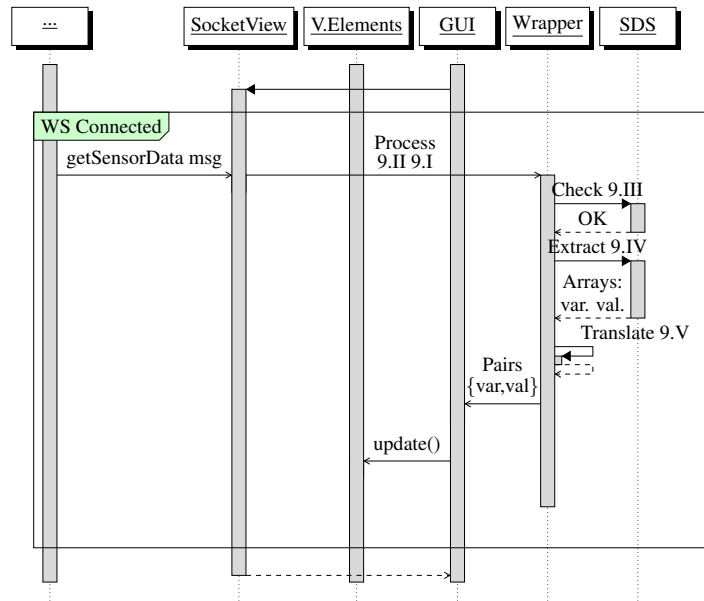 ...
SocketView
V.Elements
GUI
Wrapper
SDS
WS Connected
getSensorData msg
Process
9.II 9.I
Check 9.III
OK
Extract 9.IV
Arrays:
var. val.
Translate 9.V
Pairs
{var,val}
update()